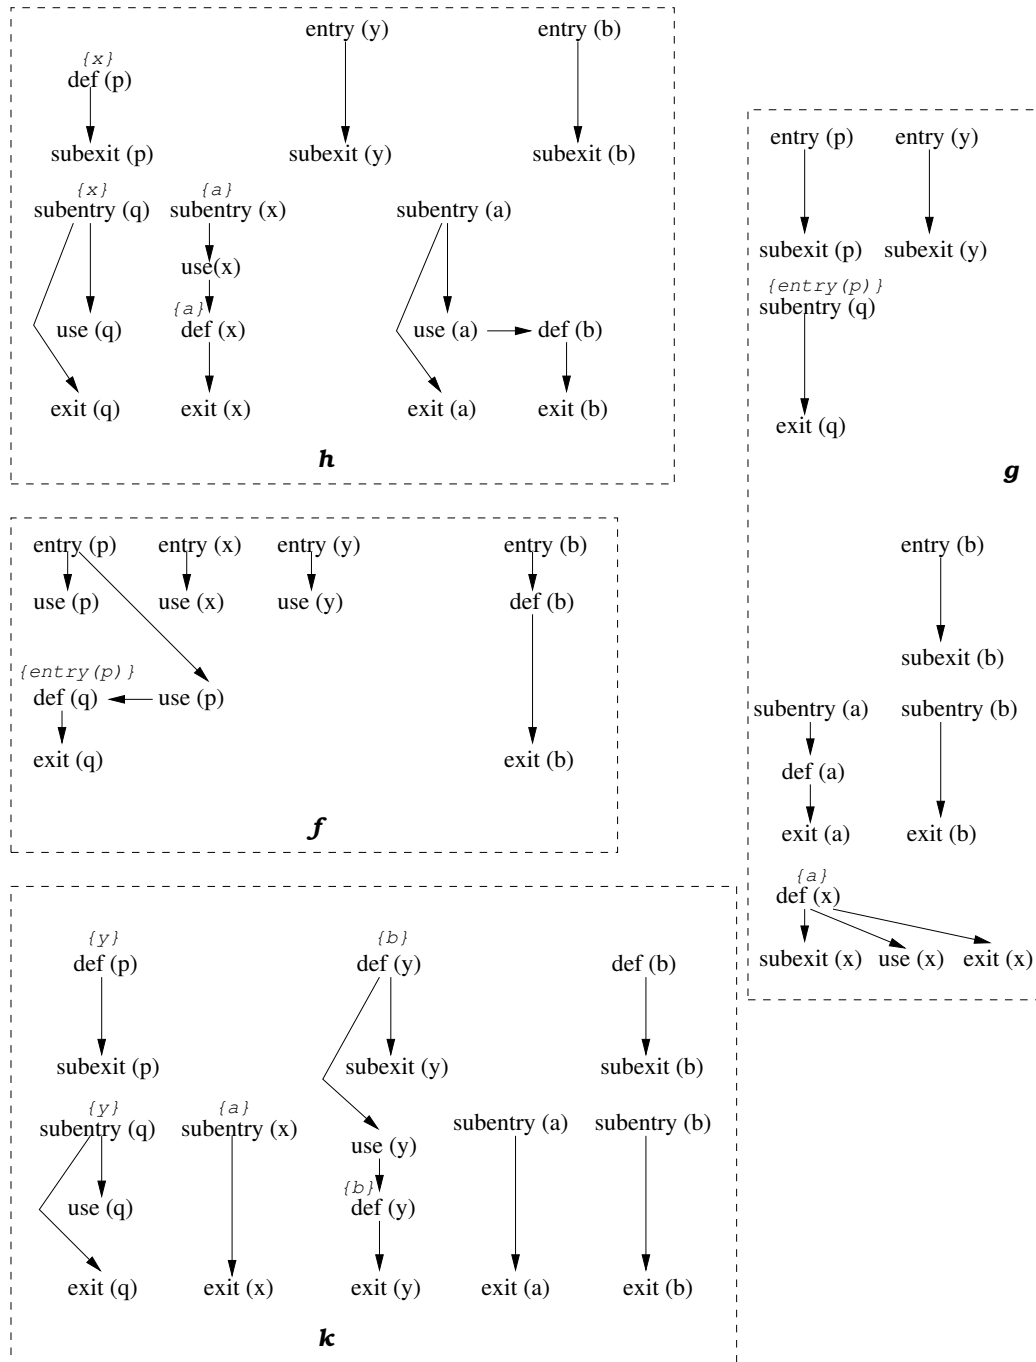 entry (y) entry (b)
{x}
def (p)
subexit (p) subexit (y) subexit (b)
{x} {a}
subentry (q) subentry (x) subentry (a)
use(x)
{a}
use (q) def (x) use (a) def (b)
exit (q) exit (x) exit (a) exit (b)
h
entry (p) entry (y)
subexit (p) subexit (y)
{entry(p)}
subentry (q)
exit (q)
g
entry (b)
subexit (b)
subentry (a) subentry (b)
def (a)
exit (a) exit (b)
{a}
def (x)
subexit (x) use (x) exit (x)
entry (p) entry (x) entry (y) entry (b)
use (p) use (x) use (y) def (b)
{entry(p)}
def (q) use (p)
exit (q) exit (b)
f
{y} {b}
def (p) def (y) def (b)
subexit (p) subexit (y) subexit (b)
{y} {a}
subentry (q) subentry (x) subentry (a) subentry (b)
use (y)
{b}
use (q) def (y)
exit (q) exit (x) exit (y) exit (a) exit (b)
k